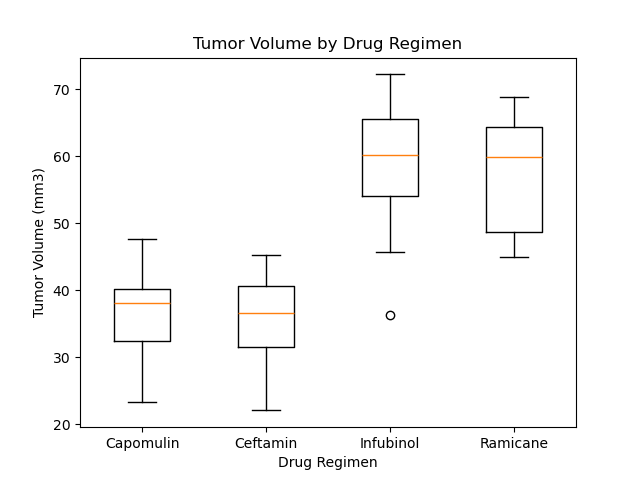 Tumor Volume by Drug Regimen
Tumor Volume (mm3)
70
60
50
40
30
20
Capomulin Ceftamin Infubinol Ramicane
Drug Regimen